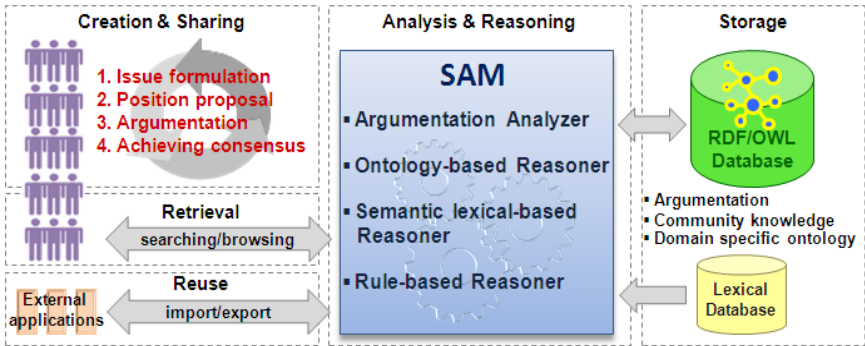 Creation & Sharing
1. Issue formulation
2. Position proposal
3. Argumentation
4. Achieving consensus
Retrieval
searching/browsing
Reuse
External
applications
import/export
Analysis & Reasoning
SAM
▪ Argumentation Analyzer
▪ Ontology-based Reasoner
▪ Semantic lexical-based
Reasoner
▪ Rule-based Reasoner
Storage
RDF/OWL
Database
▪ Argumentation
▪ Community knowledge
▪ Domain specific ontology
Lexical
Database